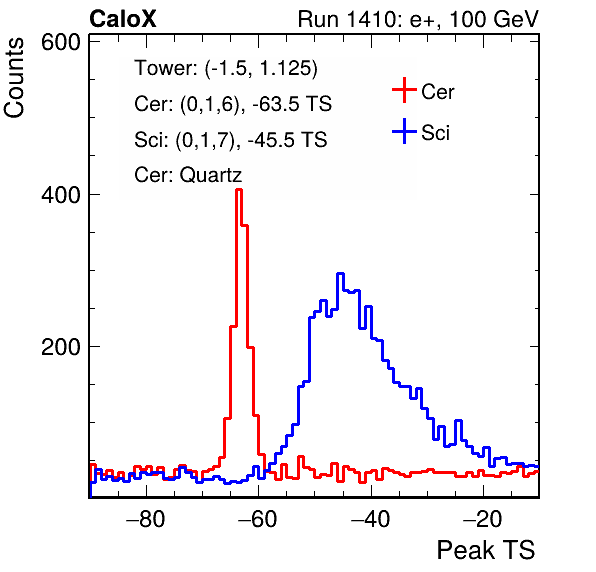 CaloX Run 1410: e+, 100 GeV
Counts
600
400
200
Tower: (-1.5, 1.125)
Cer: (0,1,6), -63.5 TS
Sci: (0,1,7), -45.5 TS
Cer: Quartz
Cer
Sci
−80 −60 −40 −20
Peak TS